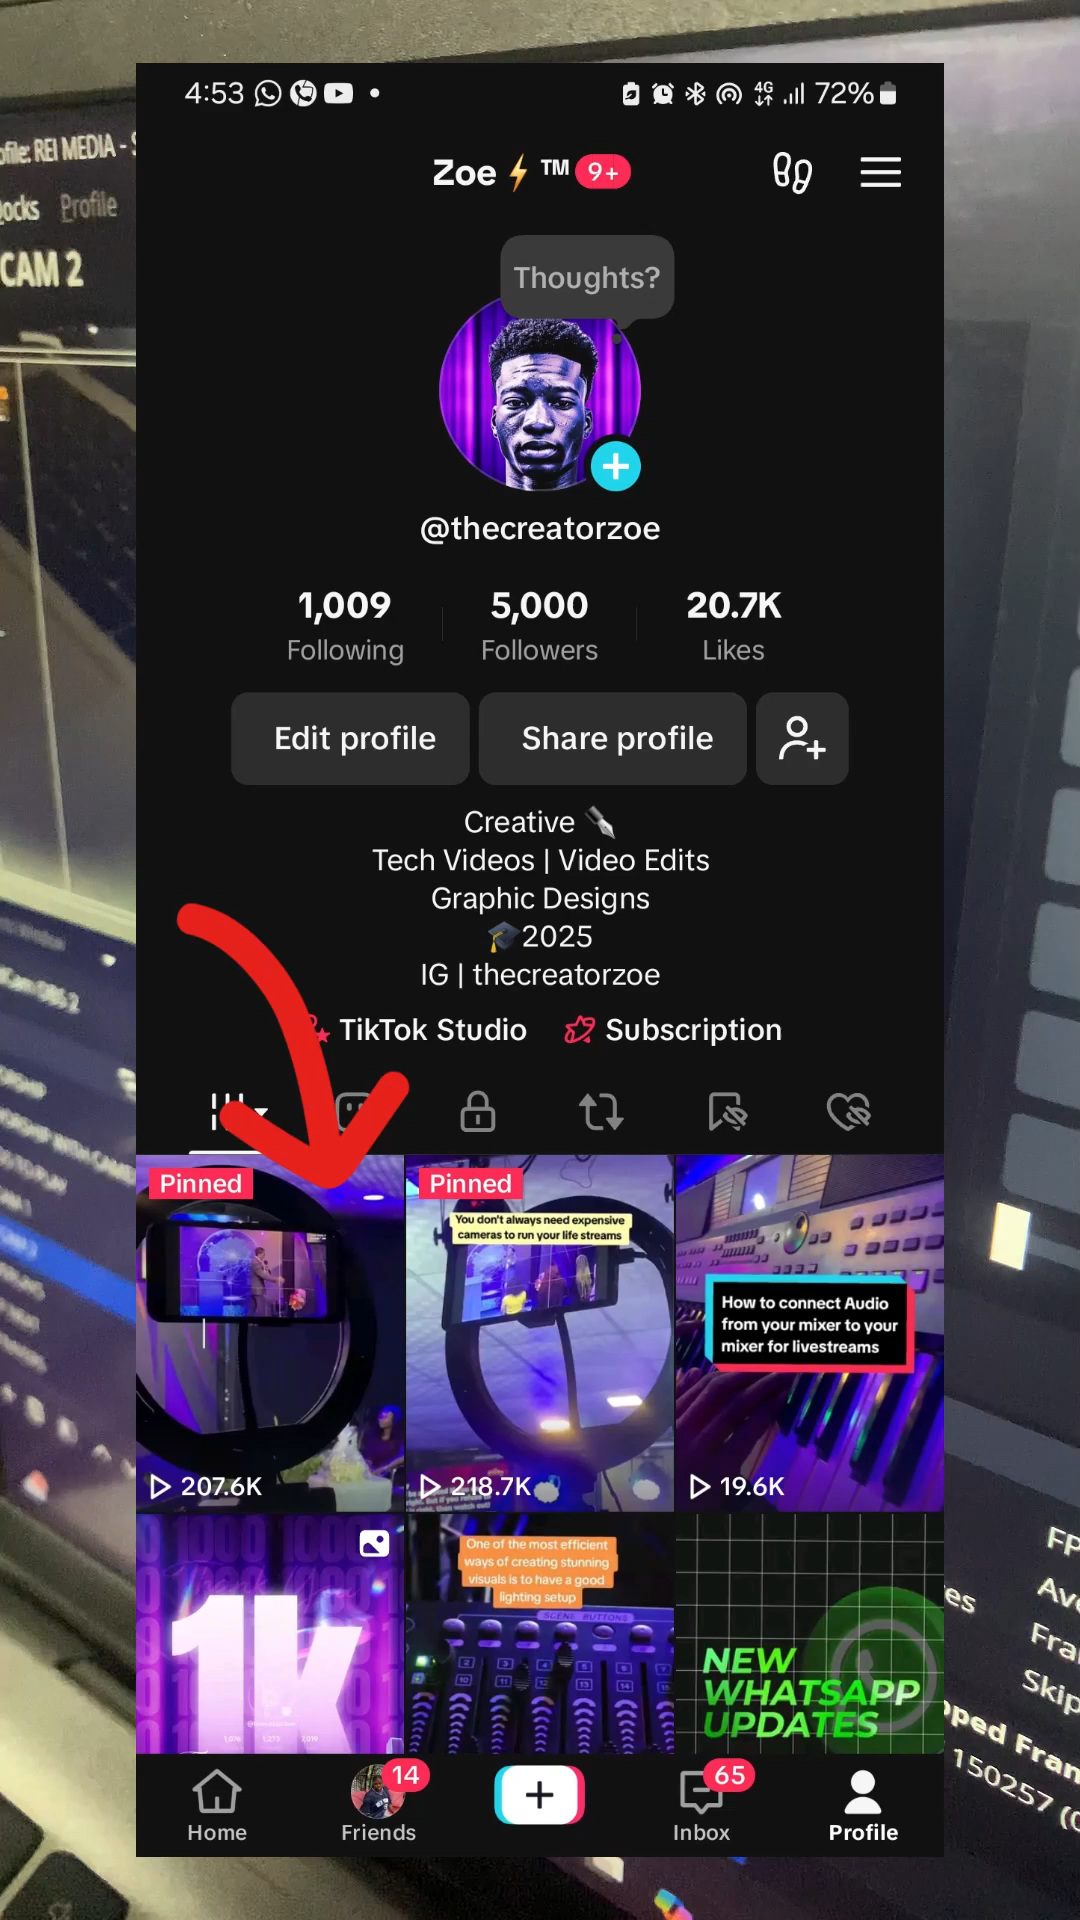 4:53
4G
72%
Zoe⚡™ 9+
Thoughts?
@thecreatorzoe
1,009 5,000 20.7K
Following Followers Likes
Edit profile Share profile
Creative ✒️
Tech Videos | Video Edits
Graphic Designs
🎓2025
IG | thecreatorzoe
TikTok Studio Subscription
Pinned
207.6K
Pinned
You don't always need expensive
cameras to run your life streams
218.7K
How to connect Audio
from your mixer to your
mixer for livestreams
19.6K
1k
One of the most efficient
ways of creating stunning
visuals is to have a good
lighting setup
SCENE BUTTONS
NEW
WHATSAPP
UPDATES
Home
14
Friends
65
Inbox
Profile
REI MEDIA -
Profile
CAM 2
150257